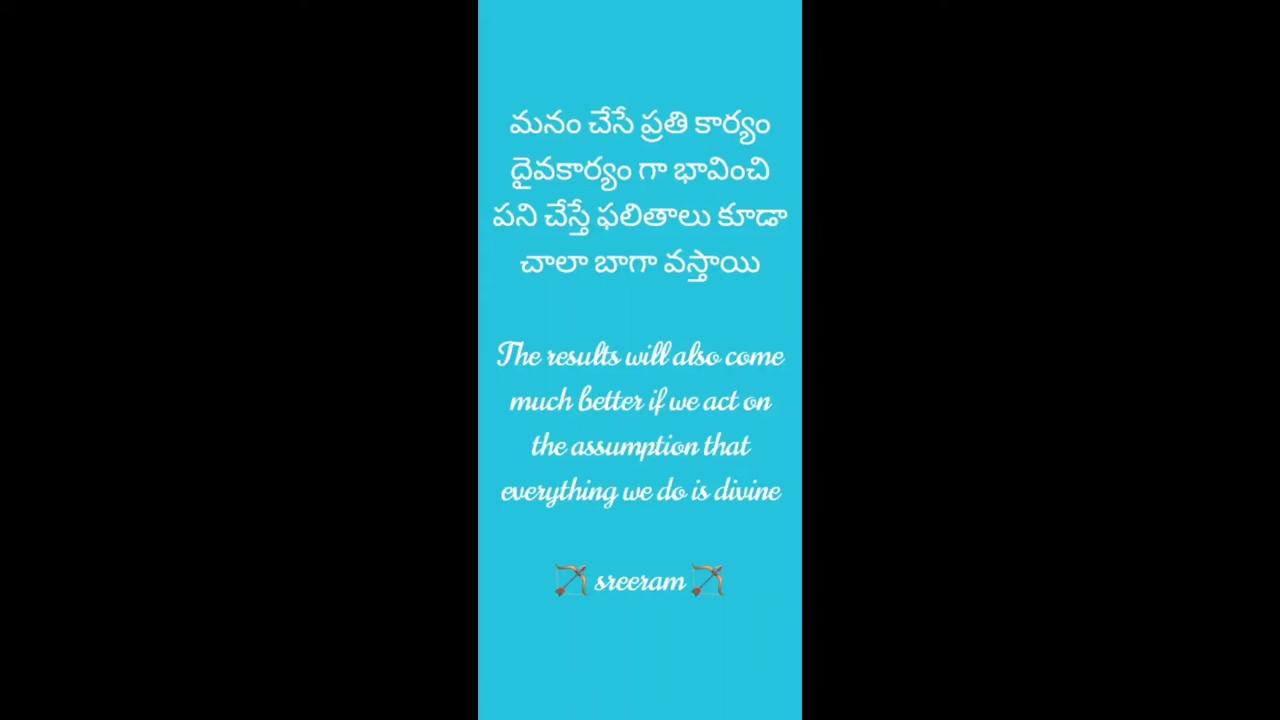 మనం చేసే ప్రతి కార్యం
దైవకార్యం గా భావించి
పని చేస్తే ఫలితాలు కూడా
చాలా బాగా వస్తాయి
The results will also come
much better if we act on
the assumption that
everything we do is divine
🏹 sreeram 🏹